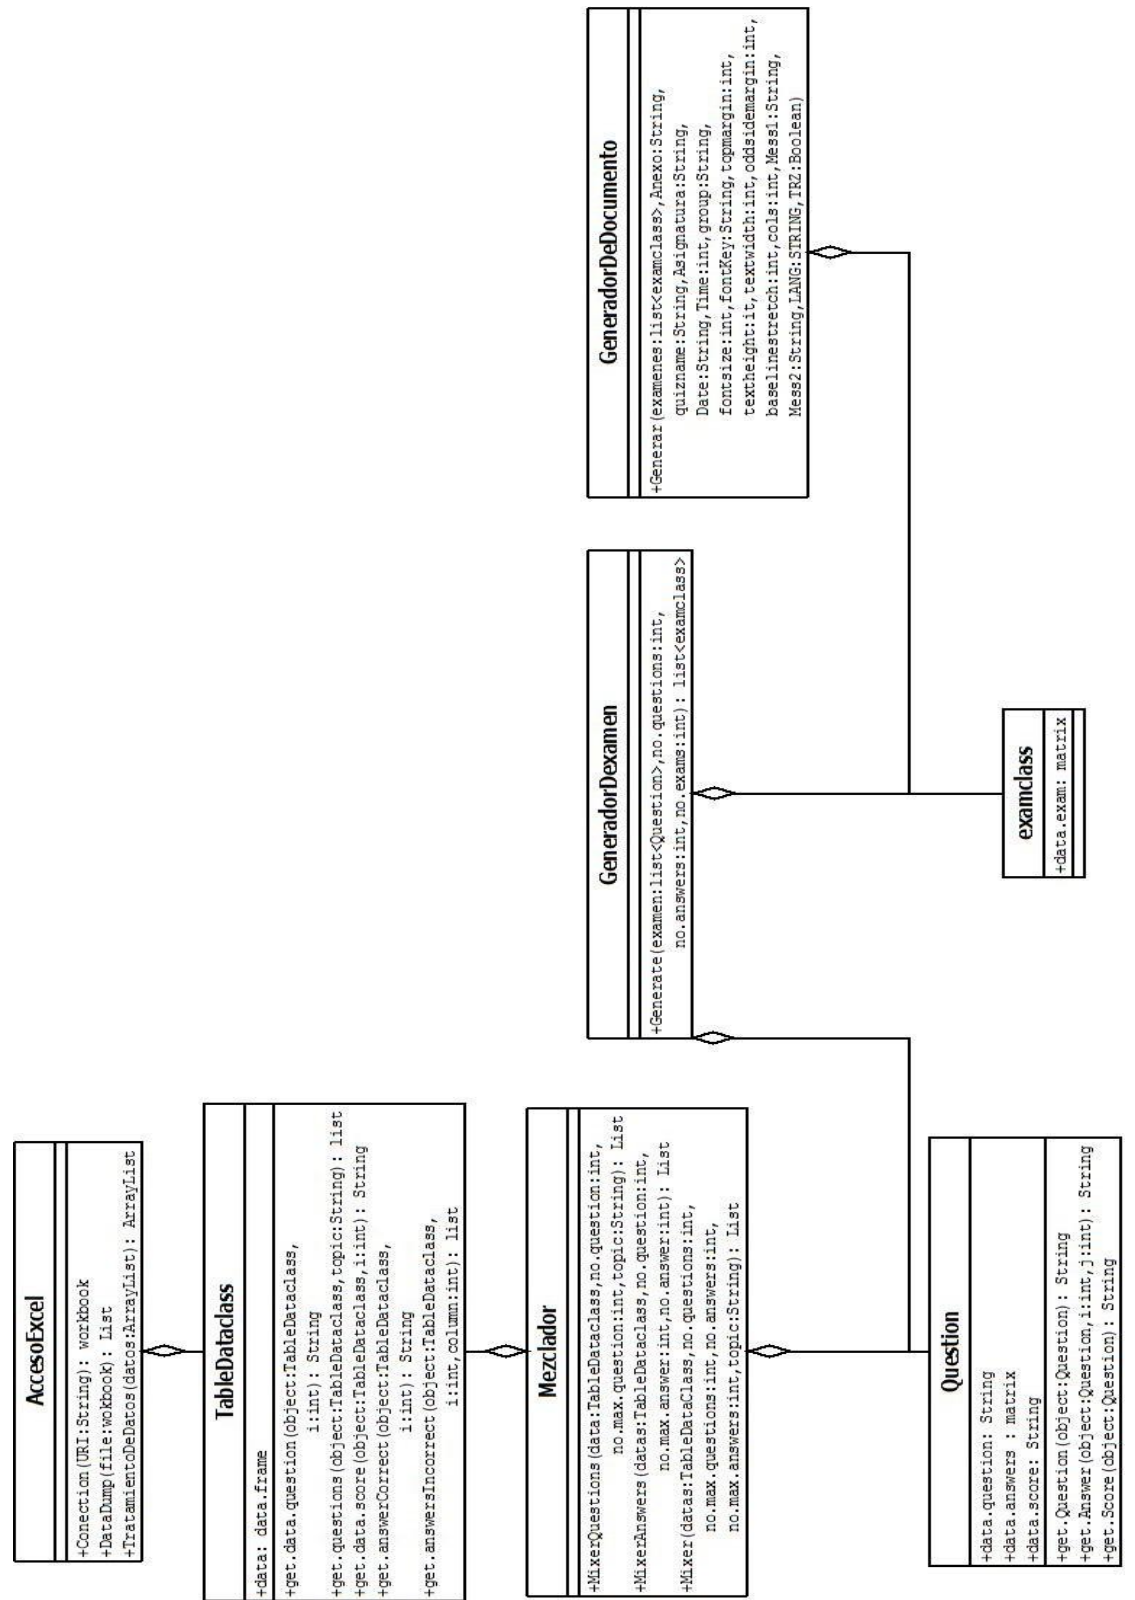 AccesoExcel
+Conection(URI:String): workbook
+DataDump(file:wokbook): List
+TratamientoDeDatos(datos:ArrayList): ArrayList
TableDataclass
+data: data.frame
+get.data.question(object:TableDataclass,
i:int): String
+get.questions(object:TableDataclass,topic:String): list
+get.data.score(object:TableDataclass,i:int): String
+get.answerCorrect(object:TableDataclass,
i:int): String
+get.answersIncorrect(object:TableDataclass,
i:int,column:int): list
Mezclador
+MixerQuestions(data:TableDataclass,no.question:int,
no.max.question:int,topic:String): List
+MixerAnswers(datas:TableDataclass,no.question:int,
no.max.answer:int,no.answer:int): List
+Mixer(datas:TableDataClass,no.questions:int,
no.max.questions:int,no.answers:int,
no.max.answers:int,topic:String): List
Question
+data.question: String
+data.answers : matrix
+data.score: String
+get.Question(object:Question): String
+get.Answer(object:Question,i:int,j:int): String
+get.Score(object:Question): String
GeneradorDexamen
+Generate(examen:list<Question>,no.questions:int,
no.answers:int,no.exams:int): list<examclass>
examclass
+data.exam: matrix
GeneradorDeDocumento
+Generar(examenes:list<examclass>,Anexo:String,
quizname:String,Asignatura:String,
Date:String,Time:int,group:String,
fontsize:int,fontKey:String,topmargin:int,
textheight:it,textwidth:int,oddsidemargin:int,
baselinestretch:int,cols:int,Mess1:String,
Mess2:String,LANG:STRING,TRZ:Boolean)